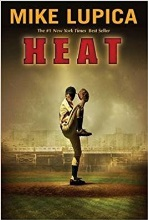 MIKE LUPICA
The #1 New York Times Best Seller
HEAT